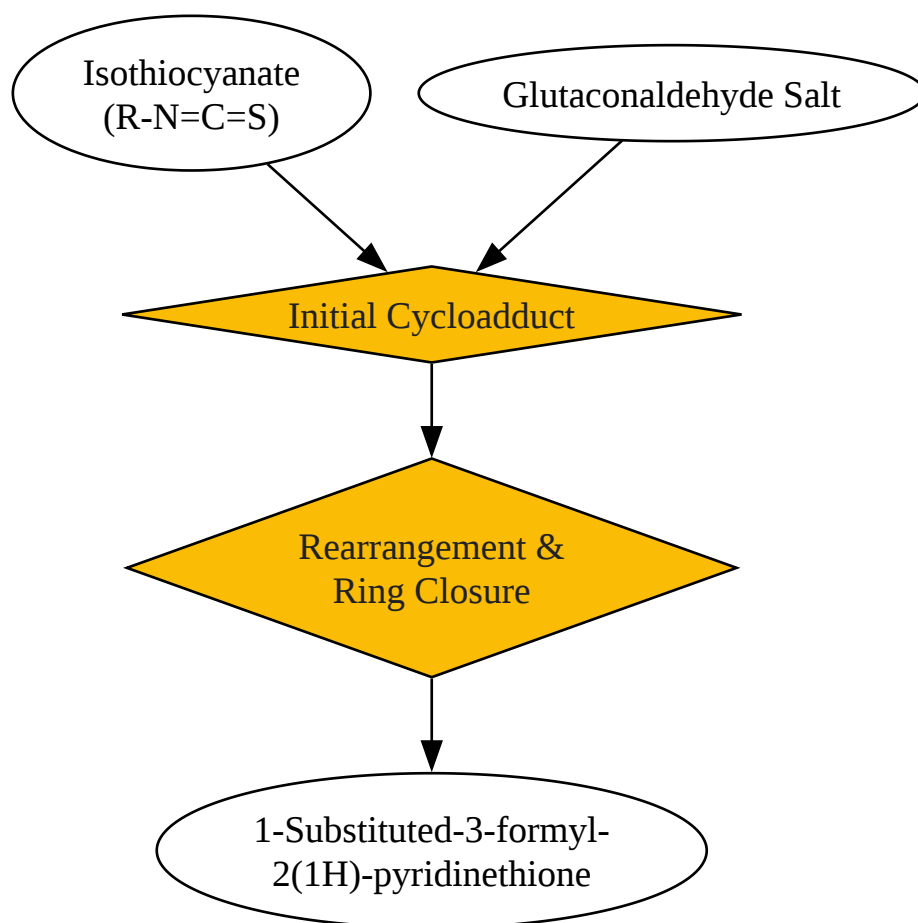 Isothiocyanate
(R-N=C=S)
Glutaconaldehyde Salt
Initial Cycloadduct
Rearrangement &
Ring Closure
1-Substituted-3-formyl-
2(1H)-pyridinethione